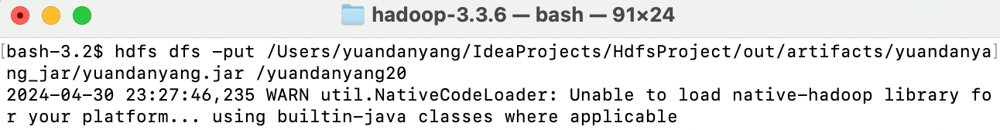 hadoop-3.3.6 — bash — 91×24
[bash-3.2$ hdfs dfs -put /Users/yuandanyang/IdeaProjects/HdfsProject/out/artifacts/yuandanya]
ng_jar/yuandanyang.jar /yuandanyang20
2024-04-30 23:27:46,235 WARN util.NativeCodeLoader: Unable to load native-hadoop library fo
r your platform... using builtin-java classes where applicable